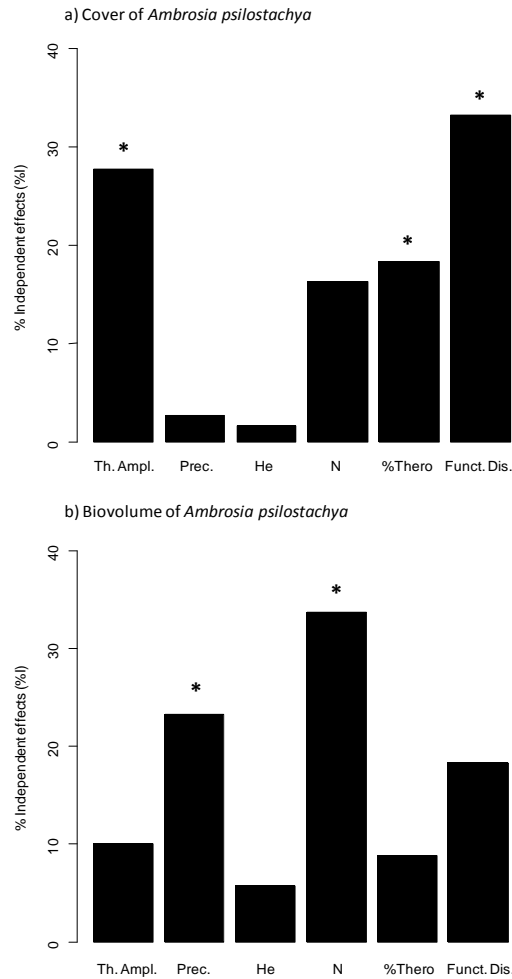 a) Cover of Ambrosia psilostachya
% Independent effects (%I)
40
30
20
10
0
*
*
*
Th. Ampl. Prec. He N %Thero Funct. Dis.
b) Biovolume of Ambrosia psilostachya
% Independent effects (%I)
40
30
20
10
0
*
*
Th. Ampl. Prec. He N %Thero Funct. Dis